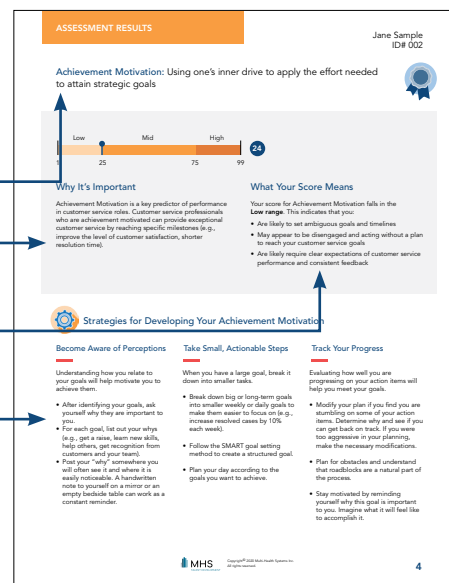 ASSESSMENT RESULTS
Jane Sample
ID# 002
Achievement Motivation: Using one's inner drive to apply the effort needed
to attain strategic goals
Low Mid High
1 25 75 99
24
Why It's Important
Achievement Motivation is a key predictor of performance
in customer service roles. Customer service professionals
who are achievement motivated can provide exceptional
customer service by reaching specific milestones (e.g.,
improve the level of customer satisfaction, shorter
resolution time).
What Your Score Means
Your score for Achievement Motivation falls in the
Low range. This indicates that you:
• Are likely to set ambiguous goals and timelines
• May appear to be disengaged and acting without a plan
to reach your customer service goals
• Are likely require clear expectations of customer service
performance and consistent feedback
Strategies for Developing Your Achievement Motivation
Become Aware of Perceptions
Understanding how you relate to
your goals will help motivate you to
achieve them.
• After identifying your goals, ask
yourself why they are important to
you.
• For each goal, list out your whys
(e.g., get a raise, learn new skills,
help others, get recognition from
customers and your team).
• Post your "why" somewhere you
will often see it and where it is
easily noticeable. A handwritten
note to yourself on a mirror or an
empty bedside table can work as a
constant reminder.
Take Small, Actionable Steps
When you have a large goal, break it
down into smaller tasks.
• Break down big or long-term goals
into smaller weekly or daily goals to
make them easier to focus on (e.g.,
increase resolved cases by 10%
each week).
• Follow the SMART goal setting
method to create a structured goal.
• Plan your day according to the
goals you want to achieve.
Track Your Progress
Evaluating how well you are
progressing on your action items will
help you meet your goals.
• Modify your plan if you find you are
stumbling on some of your action
items. Determine why and see if you
can get back on track. If you were
too aggressive in your planning,
make the necessary modifications.
• Plan for obstacles and understand
that roadblocks are a natural part of
the process.
• Stay motivated by reminding
yourself why this goal is important
to you. Imagine what it will feel like
to accomplish it.
MHS
Copyright© 2020 Multi-Health Systems Inc.
All rights reserved.
4